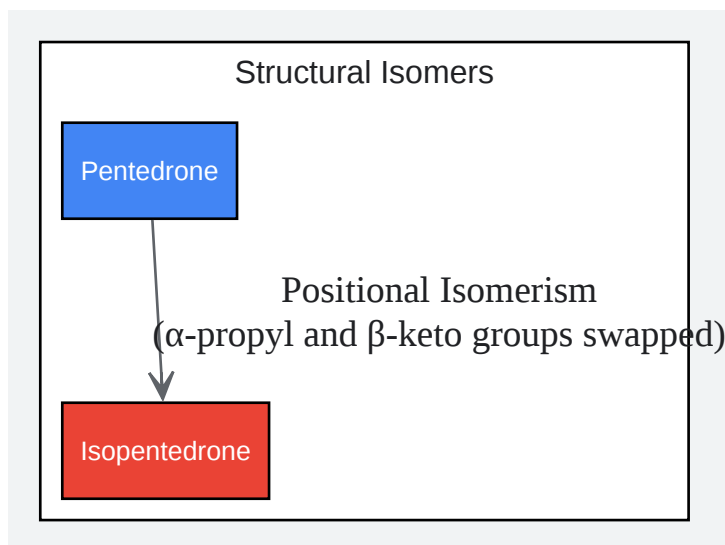 Structural Isomers
Pentedrone
Positional Isomerism
(α-propyl and β-keto groups swapped)
Isopentedrone